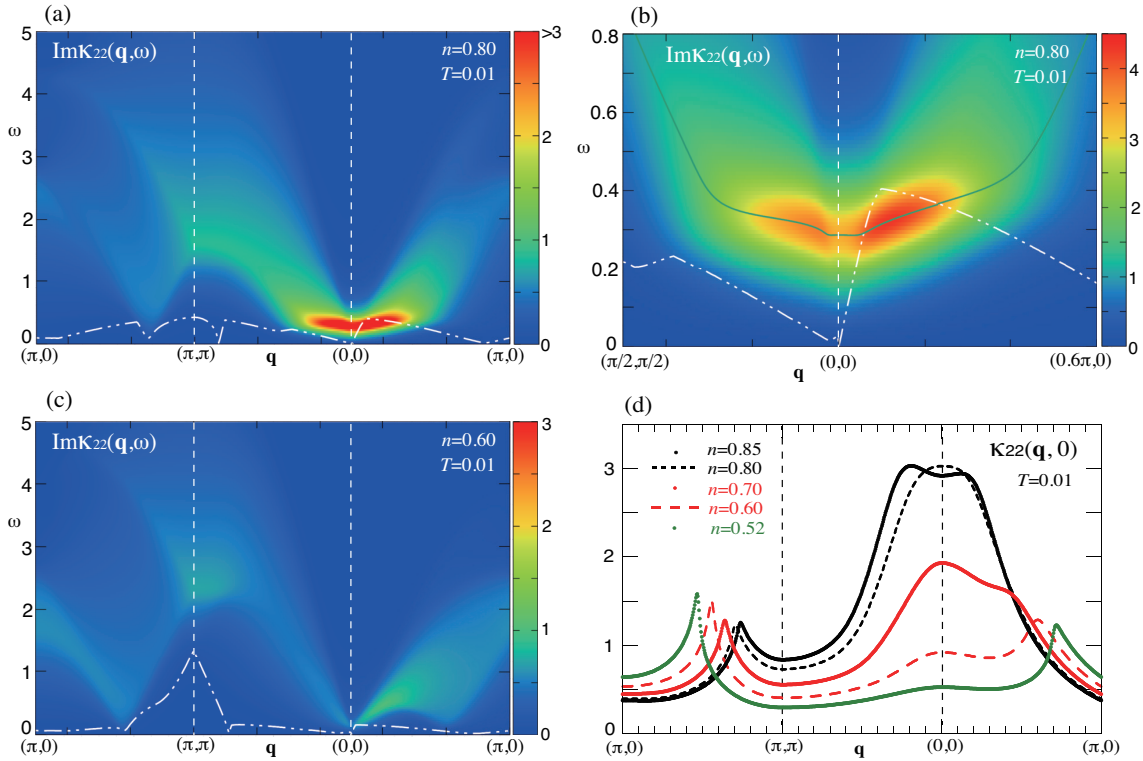 (a)
Imκ22(q,ω)
n=0.80
T=0.01
5
4
3
2
1
0
ω
(π,0)
(π,π)
q
(0,0)
(π,0)
>3
2
1
0
(b)
Imκ22(q,ω)
n=0.80
T=0.01
0.8
0.6
0.4
0.2
0
ω
(π/2,π/2)
q
(0,0)
(0.6π,0)
4
3
2
1
0
(c)
Imκ22(q,ω)
n=0.60
T=0.01
5
4
3
2
1
0
ω
(π,0)
(π,π)
q
(0,0)
(π,0)
3
2
1
0
(d)
n=0.85
n=0.80
n=0.70
n=0.60
n=0.52
κ22(q, 0)
T=0.01
3
2
1
0
(π,0)
(π,π)
q
(0,0)
(π,0)